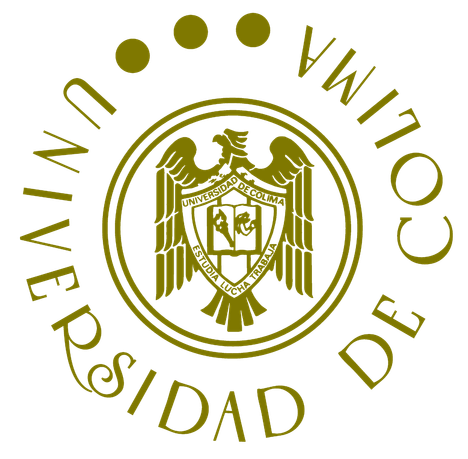 UNIVERSIDAD DE COLIMA
UNIVERSIDAD DE COLIMA
ESTUDIA LUCHA TRABAJA